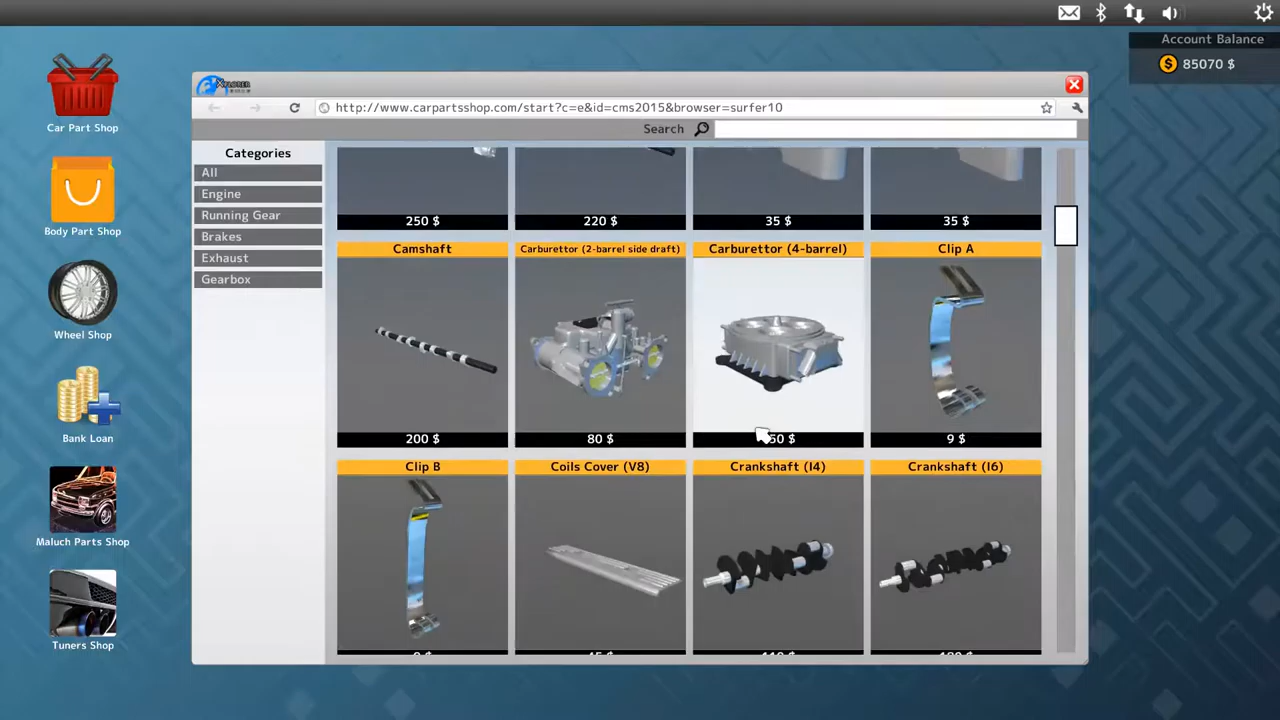 Account Balance
85070 $
XPLORER
http://www.carpartsshop.com/start?c=e&id=cms2015&browser=surfer10
Search
Categories
All
Engine
Running Gear
Brakes
Exhaust
Gearbox
Car Part Shop
Body Part Shop
Wheel Shop
Bank Loan
Maluch Parts Shop
Tuners Shop
250 $
220 $
35 $
35 $
Camshaft
Carburettor (2-barrel side draft)
Carburettor (4-barrel)
Clip A
200 $
80 $
50 $
9 $
Clip B
Coils Cover (V8)
Crankshaft (I4)
Crankshaft (I6)